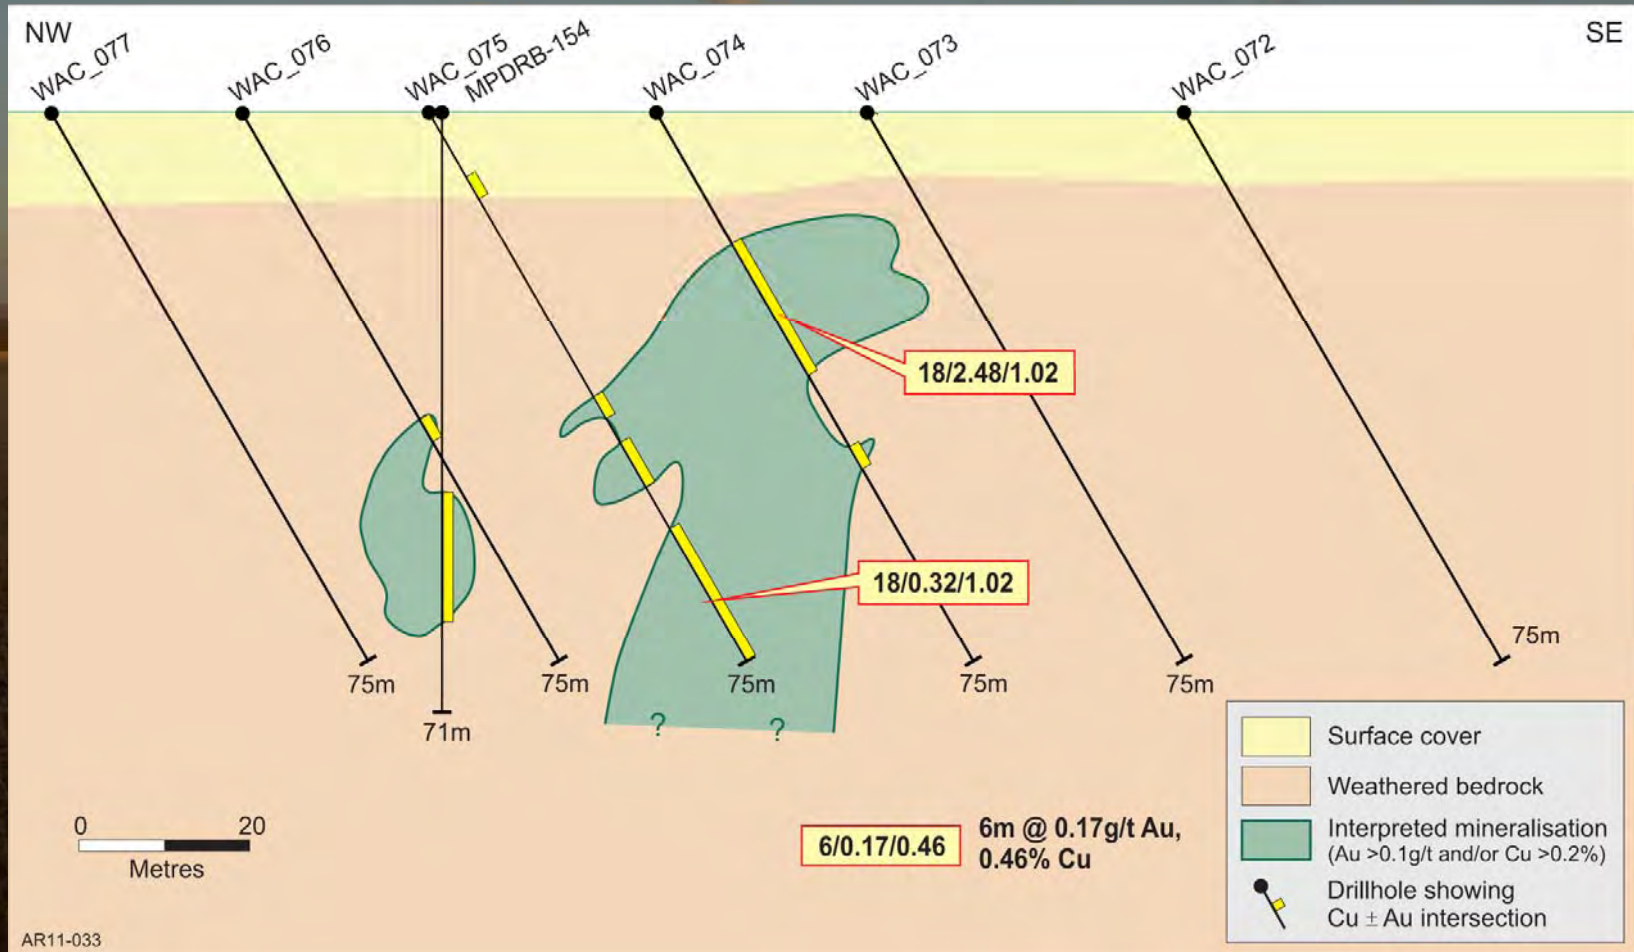 NW
SE
WAC_077
WAC_076
WAC_075
MPDRB-154
WAC_074
WAC_073
WAC_072
18/2.48/1.02
18/0.32/1.02
75m
75m
75m
75m
75m
75m
71m
? ?
0 20
Metres
6/0.17/0.46
6m @ 0.17g/t Au,
0.46% Cu
Surface cover
Weathered bedrock
Interpreted mineralisation
(Au >0.1g/t and/or Cu >0.2%)
Drillhole showing
Cu ± Au intersection
AR11-033